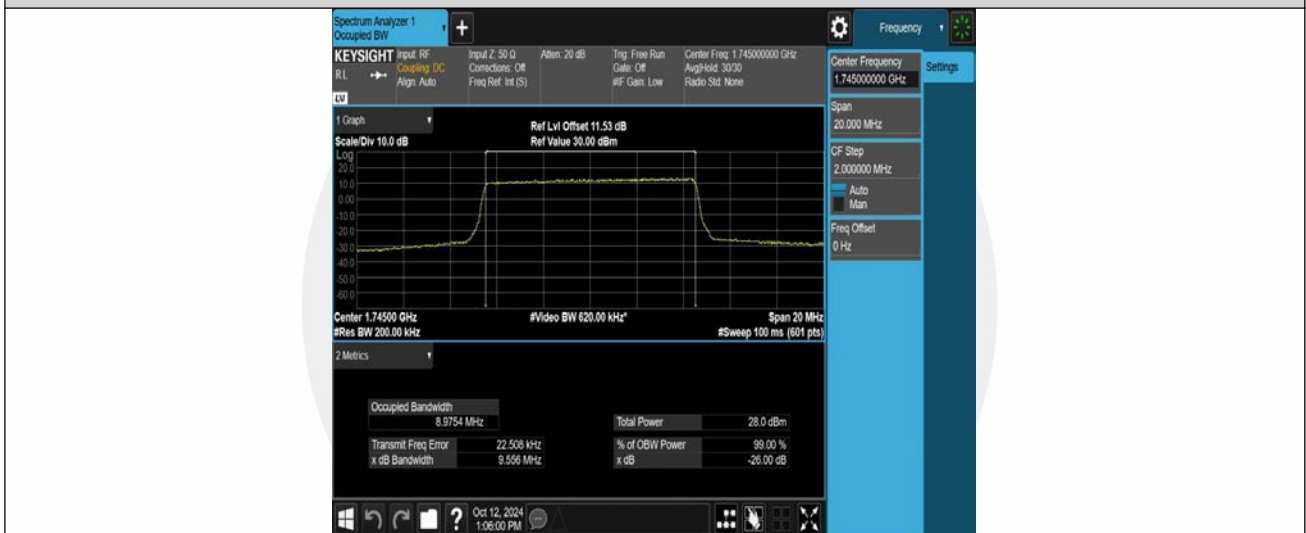 Spectrum Analyzer 1
Occupied BW
+
Frequency
KEYSIGHT
R L
LXI
Input: RF
Coupling: DC
Align: Auto
Input Z: 50 Ω
Corrections: Off
Freq Ref: Int (S)
Atten: 20 dB
Trig: Free Run
Gate: Off
#IF Gain: Low
Center Freq: 1.745000000 GHz
Avg|Hold: 30/30
Radio Std: None
Center Frequency
1.745000000 GHz
Settings
Span
20.000 MHz
CF Step
2.000000 MHz
Auto
Man
Freq Offset
0 Hz
1 Graph
Scale/Div 10.0 dB
Ref Lvl Offset 11.53 dB
Ref Value 30.00 dBm
Log
20.0
10.0
0.00
-10.0
-20.0
-30.0
-40.0
-50.0
-60.0
Center 1.74500 GHz
#Res BW 200.00 kHz
#Video BW 620.00 kHz*
Span 20 MHz
#Sweep 100 ms (601 pts)
2 Metrics
Occupied Bandwidth
8.9754 MHz
Total Power 28.0 dBm
Transmit Freq Error 22.508 kHz
% of OBW Power 99.00 %
x dB Bandwidth 9.556 MHz
x dB -26.00 dB
?
Oct 12, 2024
1:06:00 PM